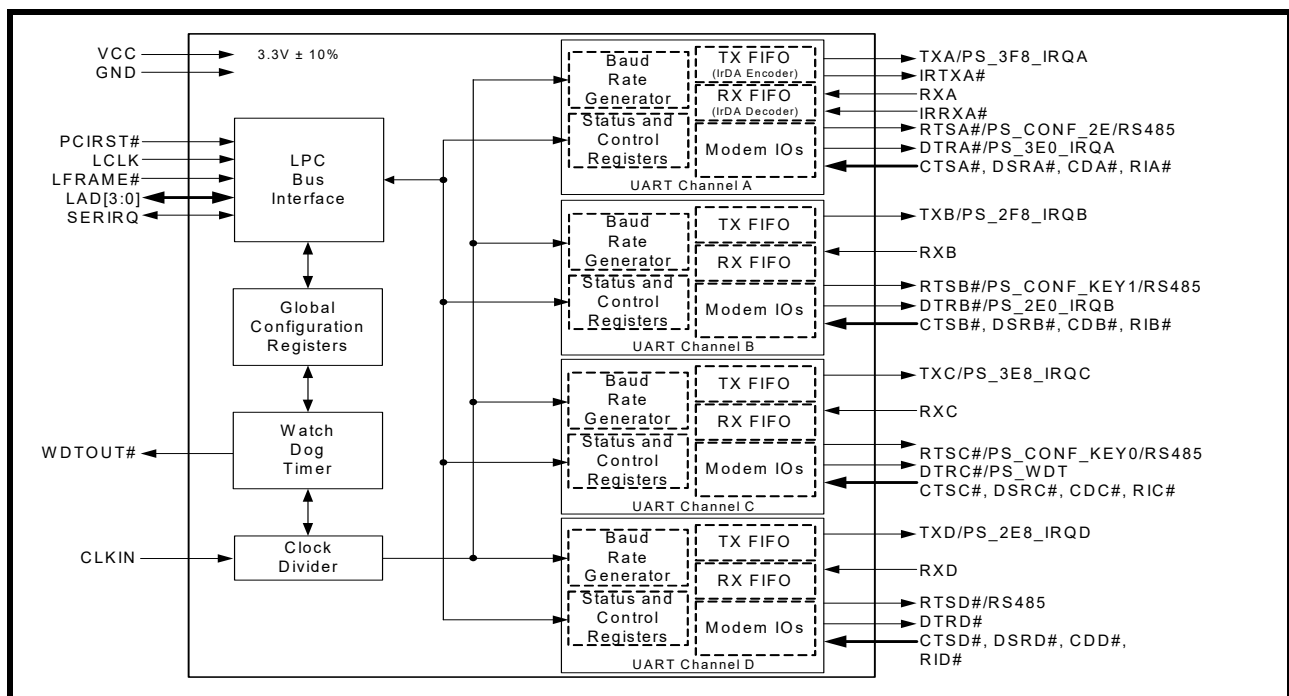 VCC
GND
3.3V ± 10%
PCIRST#
LCLK
LFRAME#
LAD[3:0]
SERIRQ
LPC
Bus
Interface
Global
Configuration
Registers
Watch
Dog
Timer
WDTOUT#
CLKIN
Clock
Divider
Baud
Rate
Generator
Status and
Control
Registers
TX FIFO
(IrDA Encoder)
RX FIFO
(IrDA Decoder)
Modem IOs
UART Channel A
TXA/PS_3F8_IRQA
IRTXA#
RXA
IRRXA#
RTSA#/PS_CONF_2E/RS485
DTRA#/PS_3E0_IRQA
CTSA#, DSRA#, CDA#, RIA#
Baud
Rate
Generator
Status and
Control
Registers
TX FIFO
RX FIFO
Modem IOs
UART Channel B
TXB/PS_2F8_IRQB
RXB
RTSB#/PS_CONF_KEY1/RS485
DTRB#/PS_2E0_IRQB
CTSB#, DSRB#, CDB#, RIB#
Baud
Rate
Generator
Status and
Control
Registers
TX FIFO
RX FIFO
Modem IOs
UART Channel C
TXC/PS_3E8_IRQC
RXC
RTSC#/PS_CONF_KEY0/RS485
DTRC#/PS_WDT
CTSC#, DSRC#, CDC#, RIC#
Baud
Rate
Generator
Status and
Control
Registers
TX FIFO
RX FIFO
Modem IOs
UART Channel D
TXD/PS_2E8_IRQD
RXD
RTSD#/RS485
DTRD#
CTSD#, DSRD#, CDD#,
RID#